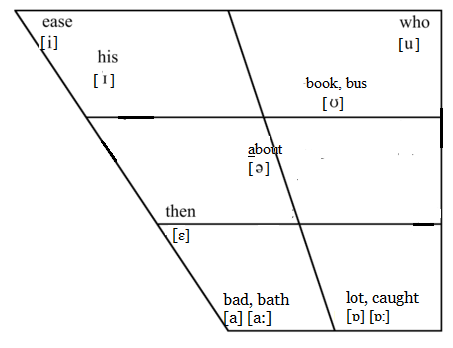 ease who
[i] [u]
his
[ɪ]
book, bus
[ʊ]
about
[ə]
then
[ɛ]
bad, bath lot, caught
[a] [a:] [ɒ] [ɒ:]